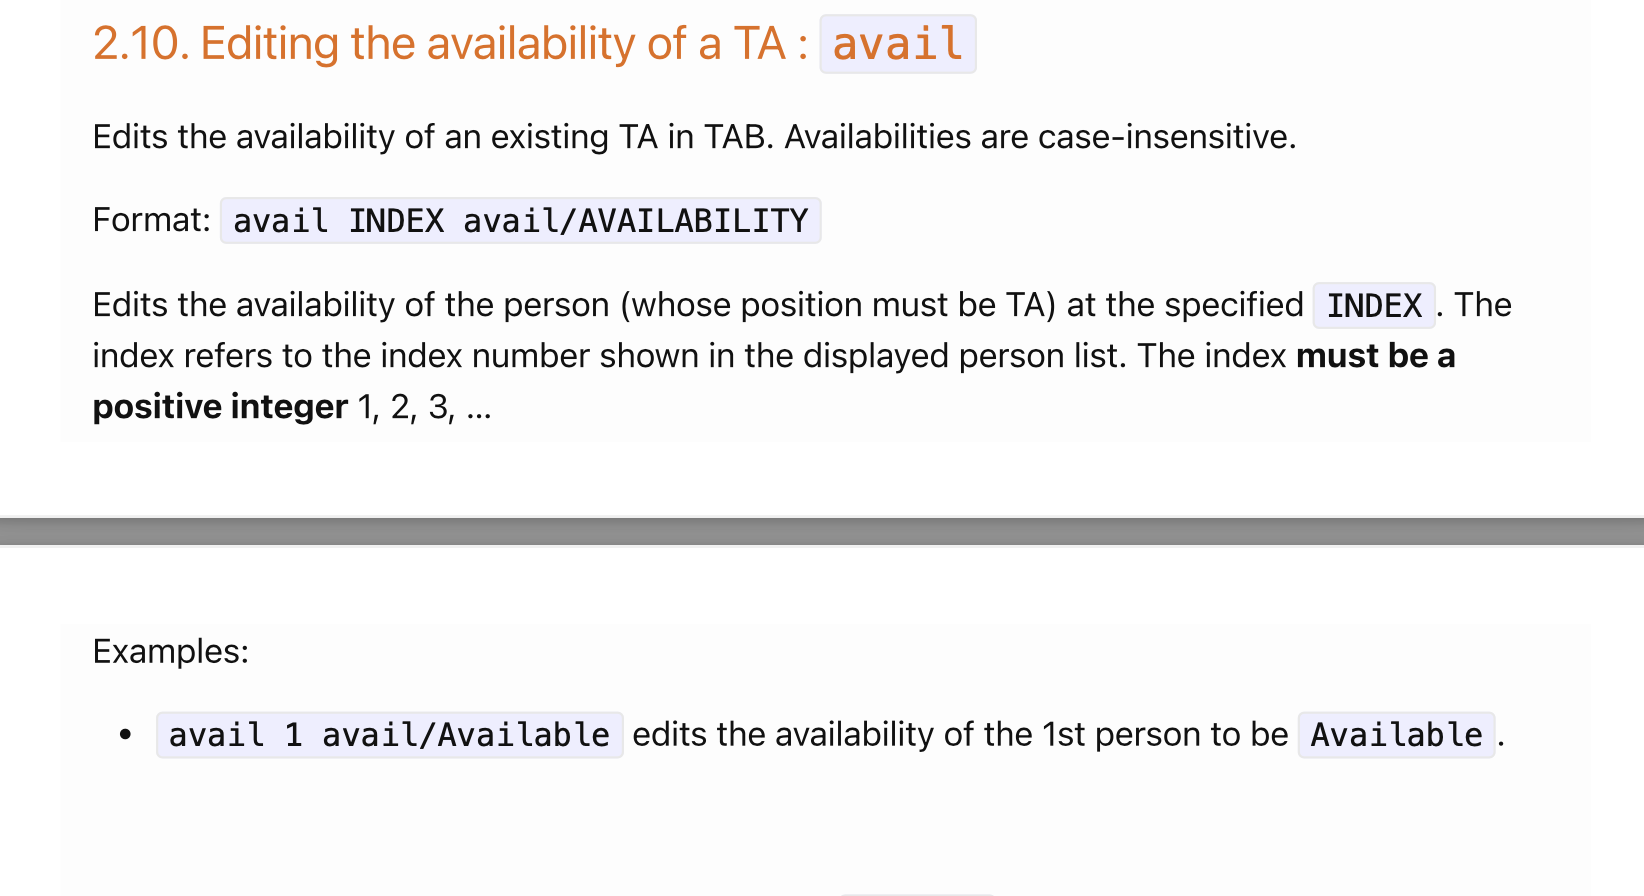 2.10. Editing the availability of a TA : avail
Edits the availability of an existing TA in TAB. Availabilities are case-insensitive.
Format: avail INDEX avail/AVAILABILITY
Edits the availability of the person (whose position must be TA) at the specified INDEX. The
index refers to the index number shown in the displayed person list. The index must be a
positive integer 1, 2, 3, ...
Examples:
• avail 1 avail/Available edits the availability of the 1st person to be Available.